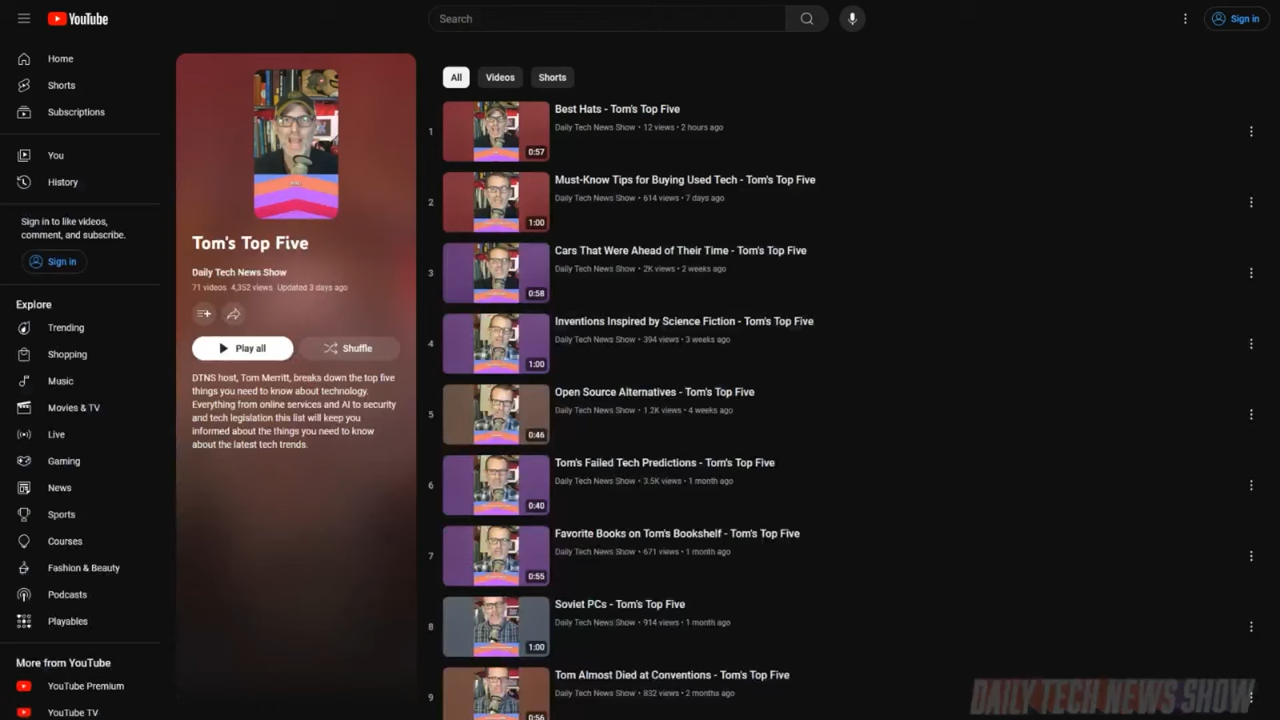 YouTube
Search
Sign in
Home
Shorts
Subscriptions
You
History
Sign in to like videos,
comment, and subscribe.
Sign in
Explore
Trending
Shopping
Music
Movies & TV
Live
Gaming
News
Sports
Courses
Fashion & Beauty
Podcasts
Playables
More from YouTube
YouTube Premium
YouTube TV
Tom's Top Five
Daily Tech News Show
71 videos 4,352 views Updated 3 days ago
Play all
Shuffle
DTNS host, Tom Merritt, breaks down the top five
things you need to know about technology.
Everything from online services and AI to security
and tech legislation this list will keep you
informed about the things you need to know
about the latest tech trends.
All Videos Shorts
1
0:57
Best Hats - Tom's Top Five
Daily Tech News Show • 12 views • 2 hours ago
2
1:00
Must-Know Tips for Buying Used Tech - Tom's Top Five
Daily Tech News Show • 614 views • 7 days ago
3
0:58
Cars That Were Ahead of Their Time - Tom's Top Five
Daily Tech News Show • 2K views • 2 weeks ago
4
1:00
Inventions Inspired by Science Fiction - Tom's Top Five
Daily Tech News Show • 394 views • 3 weeks ago
5
0:46
Open Source Alternatives - Tom's Top Five
Daily Tech News Show • 1.2K views • 4 weeks ago
6
0:40
Tom's Failed Tech Predictions - Tom's Top Five
Daily Tech News Show • 3.5K views • 1 month ago
7
0:55
Favorite Books on Tom's Bookshelf - Tom's Top Five
Daily Tech News Show • 671 views • 1 month ago
8
1:00
Soviet PCs - Tom's Top Five
Daily Tech News Show • 914 views • 1 month ago
9
0:56
Tom Almost Died at Conventions - Tom's Top Five
Daily Tech News Show • 832 views • 2 months ago
DAILY TECH NEWS SHOW